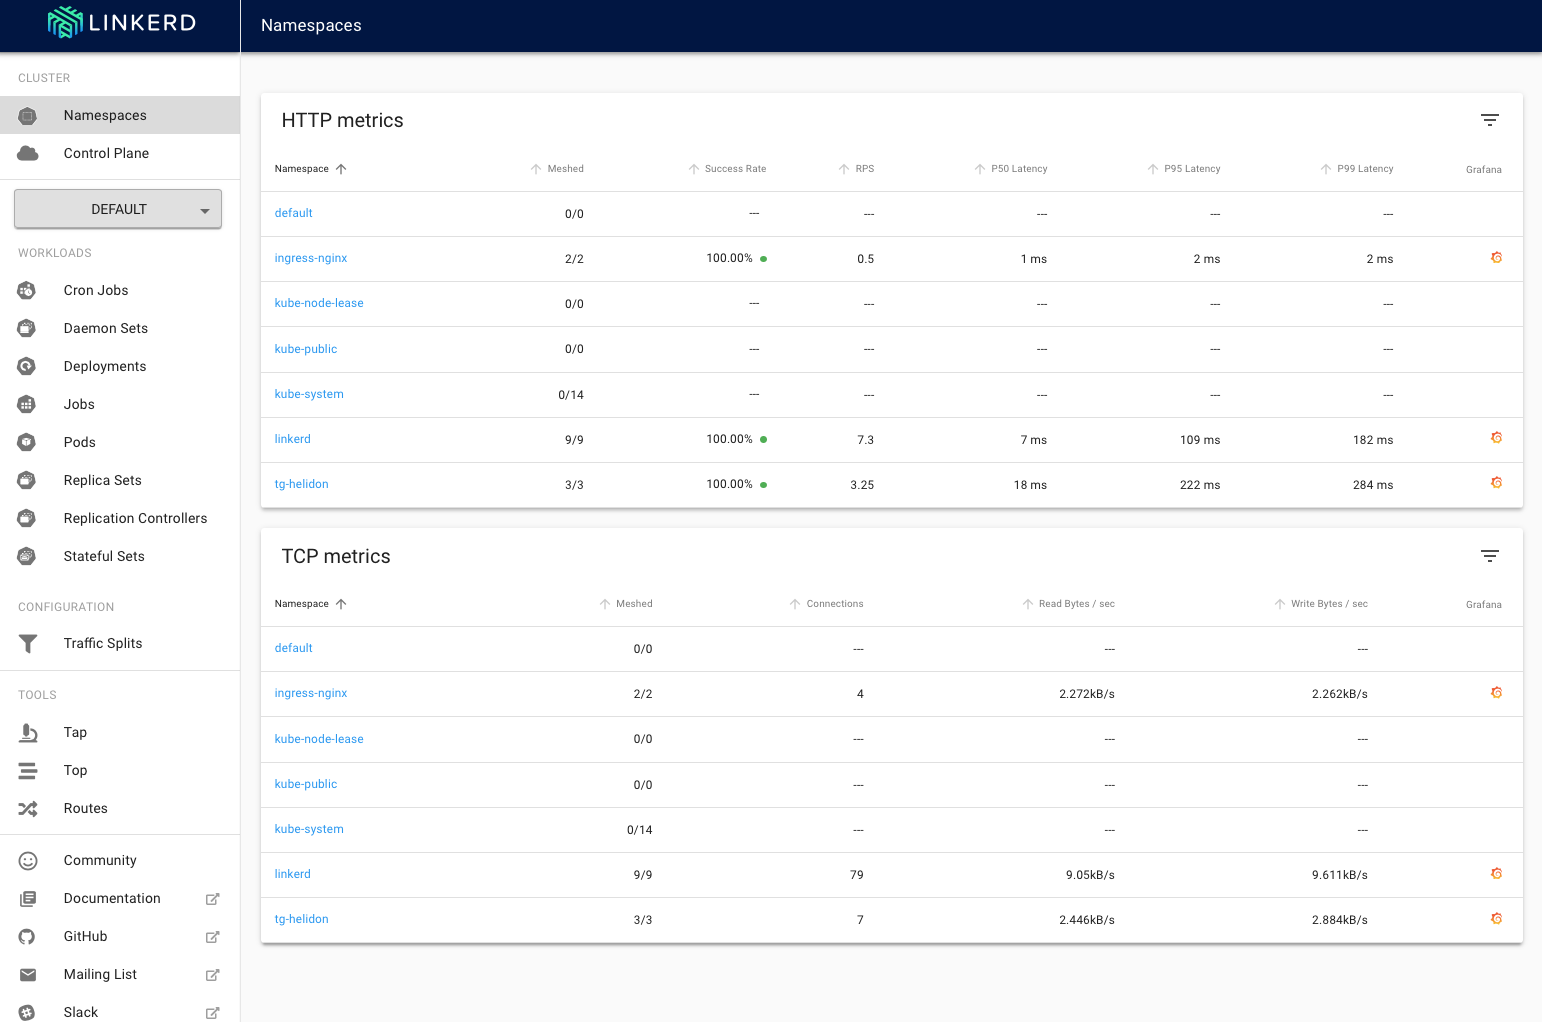 LINKERD
Namespaces
CLUSTER
Namespaces
Control Plane
DEFAULT
WORKLOADS
Cron Jobs
Daemon Sets
Deployments
Jobs
Pods
Replica Sets
Replication Controllers
Stateful Sets
CONFIGURATION
Traffic Splits
TOOLS
Tap
Top
Routes
Community
Documentation
GitHub
Mailing List
Slack
HTTP metrics
Namespace Meshed Success Rate RPS P50 Latency P95 Latency P99 Latency Grafana
default 0/0 --- --- --- --- ---
ingress-nginx 2/2 100.00% 0.5 1 ms 2 ms 2 ms
kube-node-lease 0/0 --- --- --- --- ---
kube-public 0/0 --- --- --- --- ---
kube-system 0/14 --- --- --- --- ---
linkerd 9/9 100.00% 7.3 7 ms 109 ms 182 ms
tg-helidon 3/3 100.00% 3.25 18 ms 222 ms 284 ms
TCP metrics
Namespace Meshed Connections Read Bytes / sec Write Bytes / sec Grafana
default 0/0 --- --- ---
ingress-nginx 2/2 4 2.272kB/s 2.262kB/s
kube-node-lease 0/0 --- --- ---
kube-public 0/0 --- --- ---
kube-system 0/14 --- --- ---
linkerd 9/9 79 9.05kB/s 9.611kB/s
tg-helidon 3/3 7 2.446kB/s 2.884kB/s